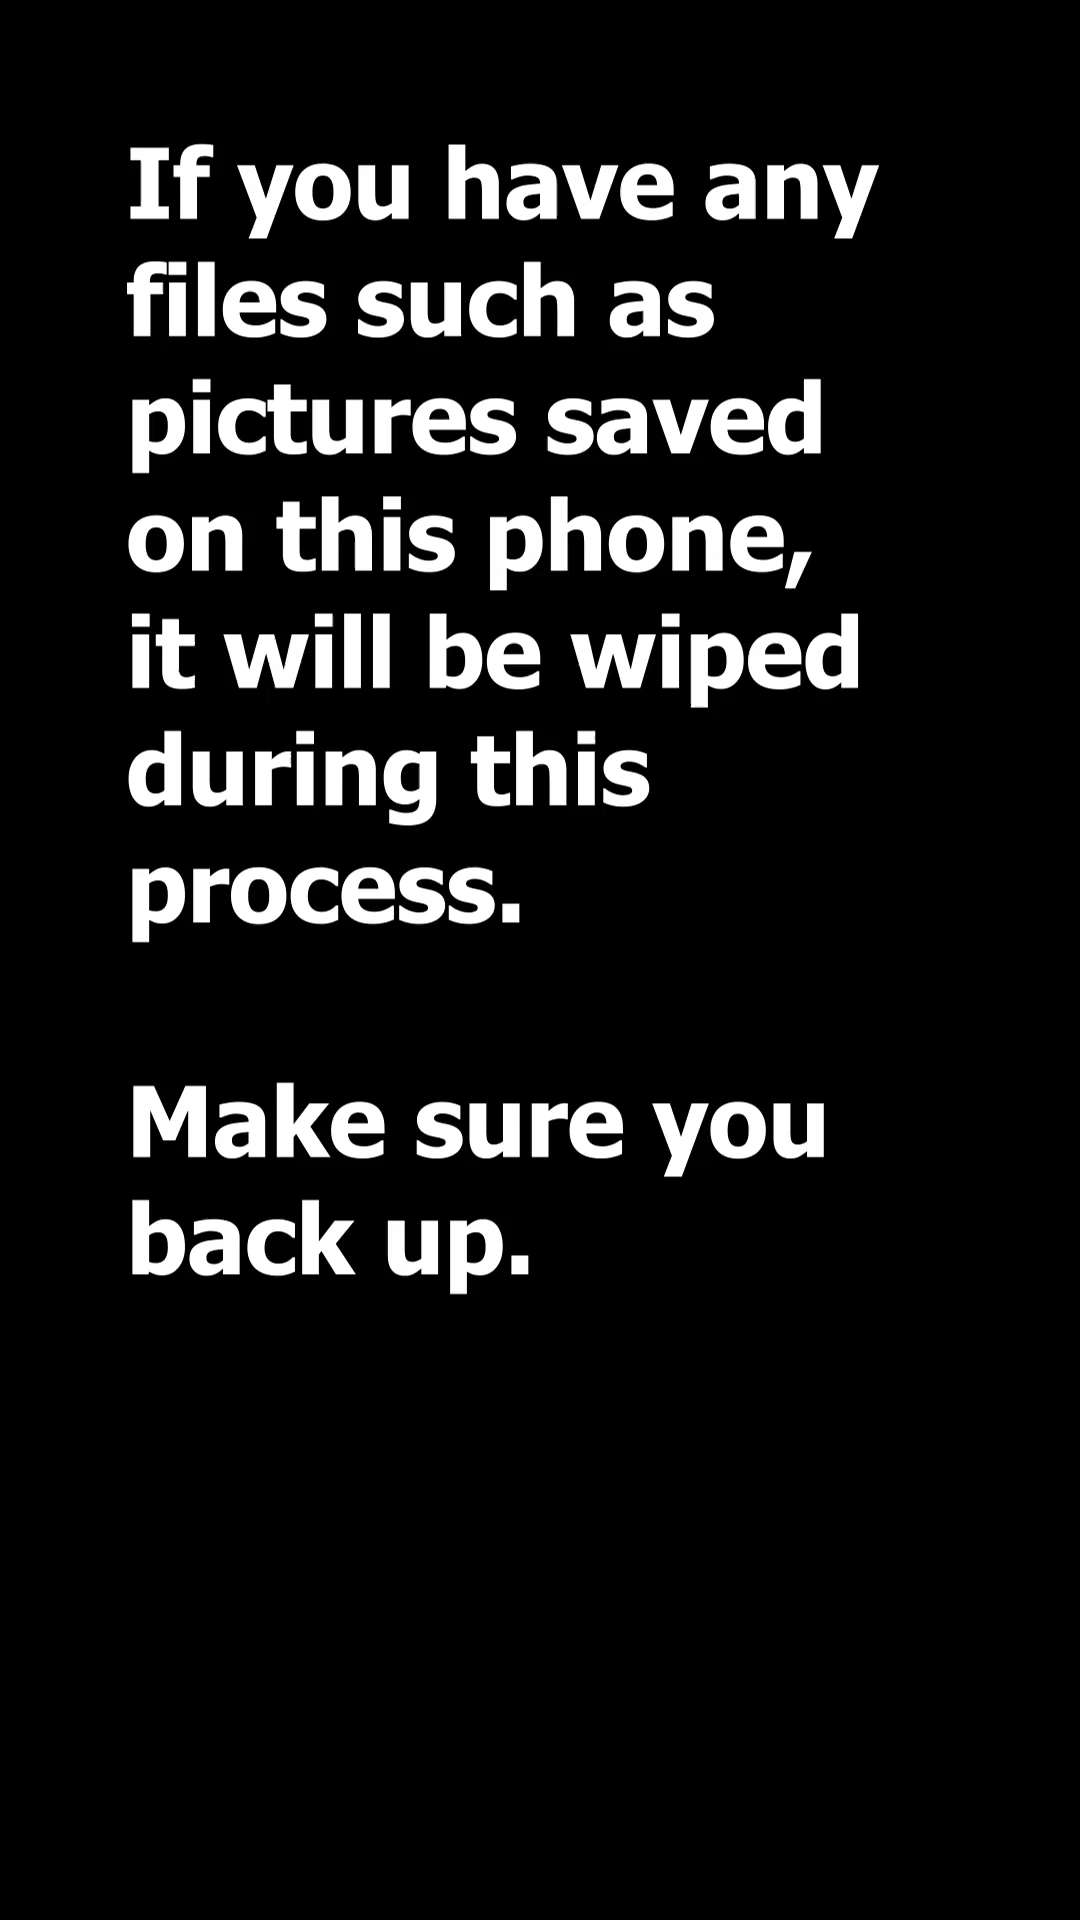 If you have any
files such as
pictures saved
on this phone,
it will be wiped
during this
process.
Make sure you
back up.